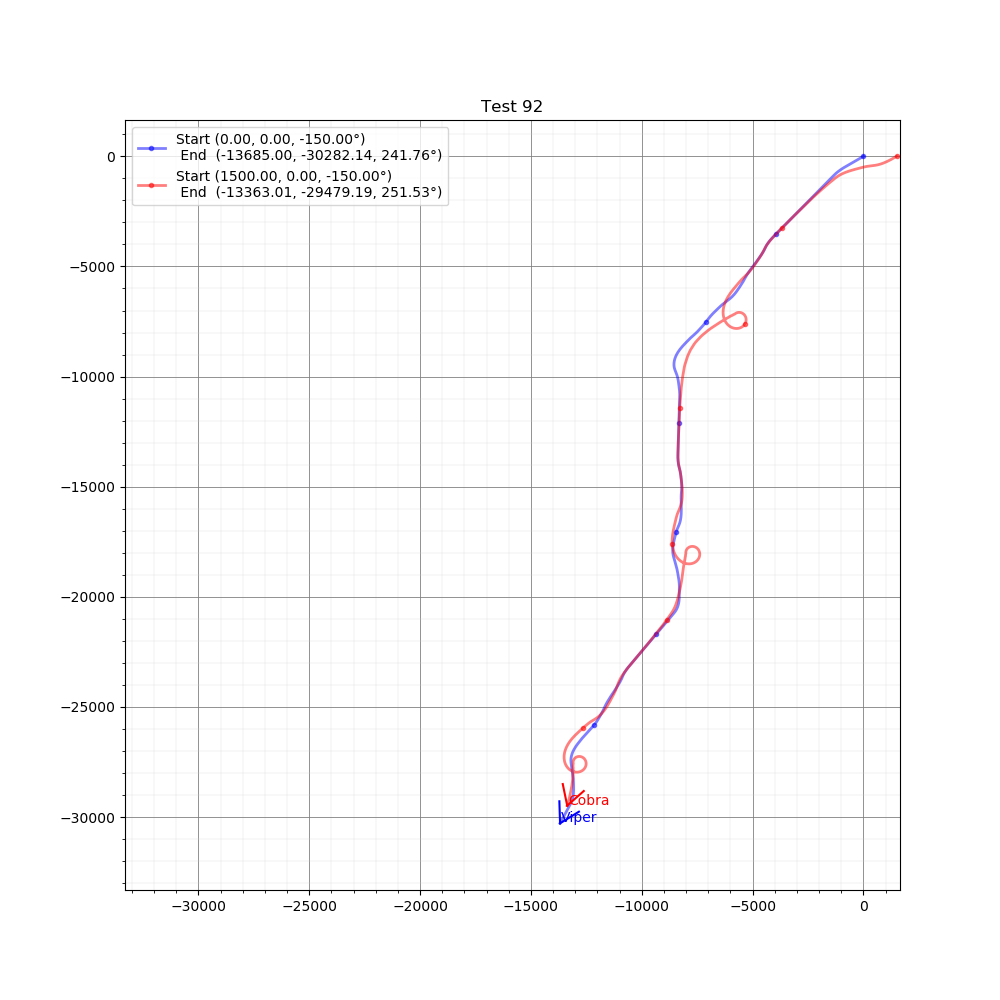 Test 92
Start (0.00, 0.00, -150.00°)
End  (-13685.00, -30282.14, 241.76°)
Start (1500.00, 0.00, -150.00°)
End  (-13363.01, -29479.19, 251.53°)
0
−5000
−10000
−15000
−20000
−25000
−30000
Cobra
Viper
−30000 −25000 −20000 −15000 −10000 −5000 0